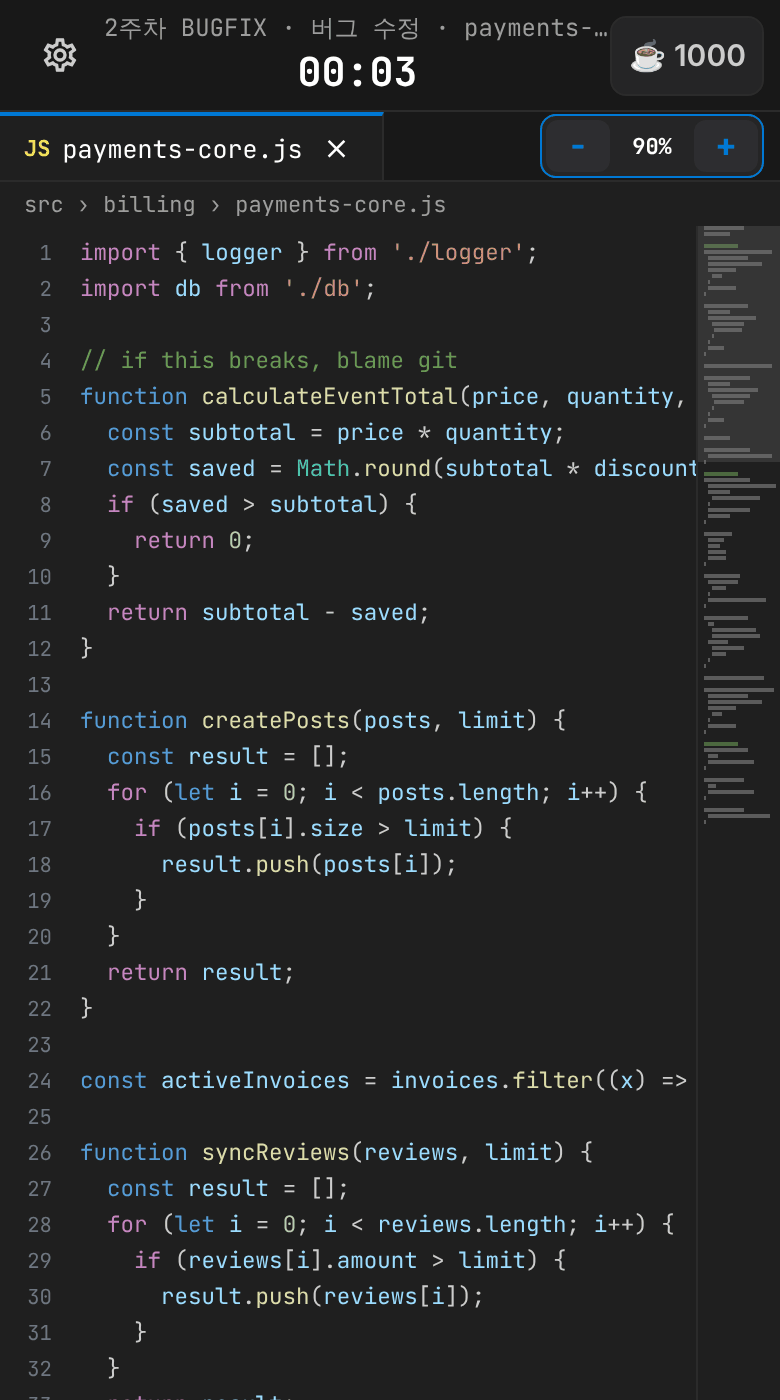 2주차 BUGFIX · 버그 수정 · payments-…
00:03
☕ 1000
JS payments-core.js ×
- 90% +
src › billing › payments-core.js
1 import { logger } from './logger';
2 import db from './db';
3
4 // if this breaks, blame git
5 function calculateEventTotal(price, quantity,
6   const subtotal = price * quantity;
7   const saved = Math.round(subtotal * discount
8   if (saved > subtotal) {
9     return 0;
10   }
11   return subtotal - saved;
12 }
13
14 function createPosts(posts, limit) {
15   const result = [];
16   for (let i = 0; i < posts.length; i++) {
17     if (posts[i].size > limit) {
18       result.push(posts[i]);
19     }
20   }
21   return result;
22 }
23
24 const activeInvoices = invoices.filter((x) =>
25
26 function syncReviews(reviews, limit) {
27   const result = [];
28   for (let i = 0; i < reviews.length; i++) {
29     if (reviews[i].amount > limit) {
30       result.push(reviews[i]);
31     }
32   }